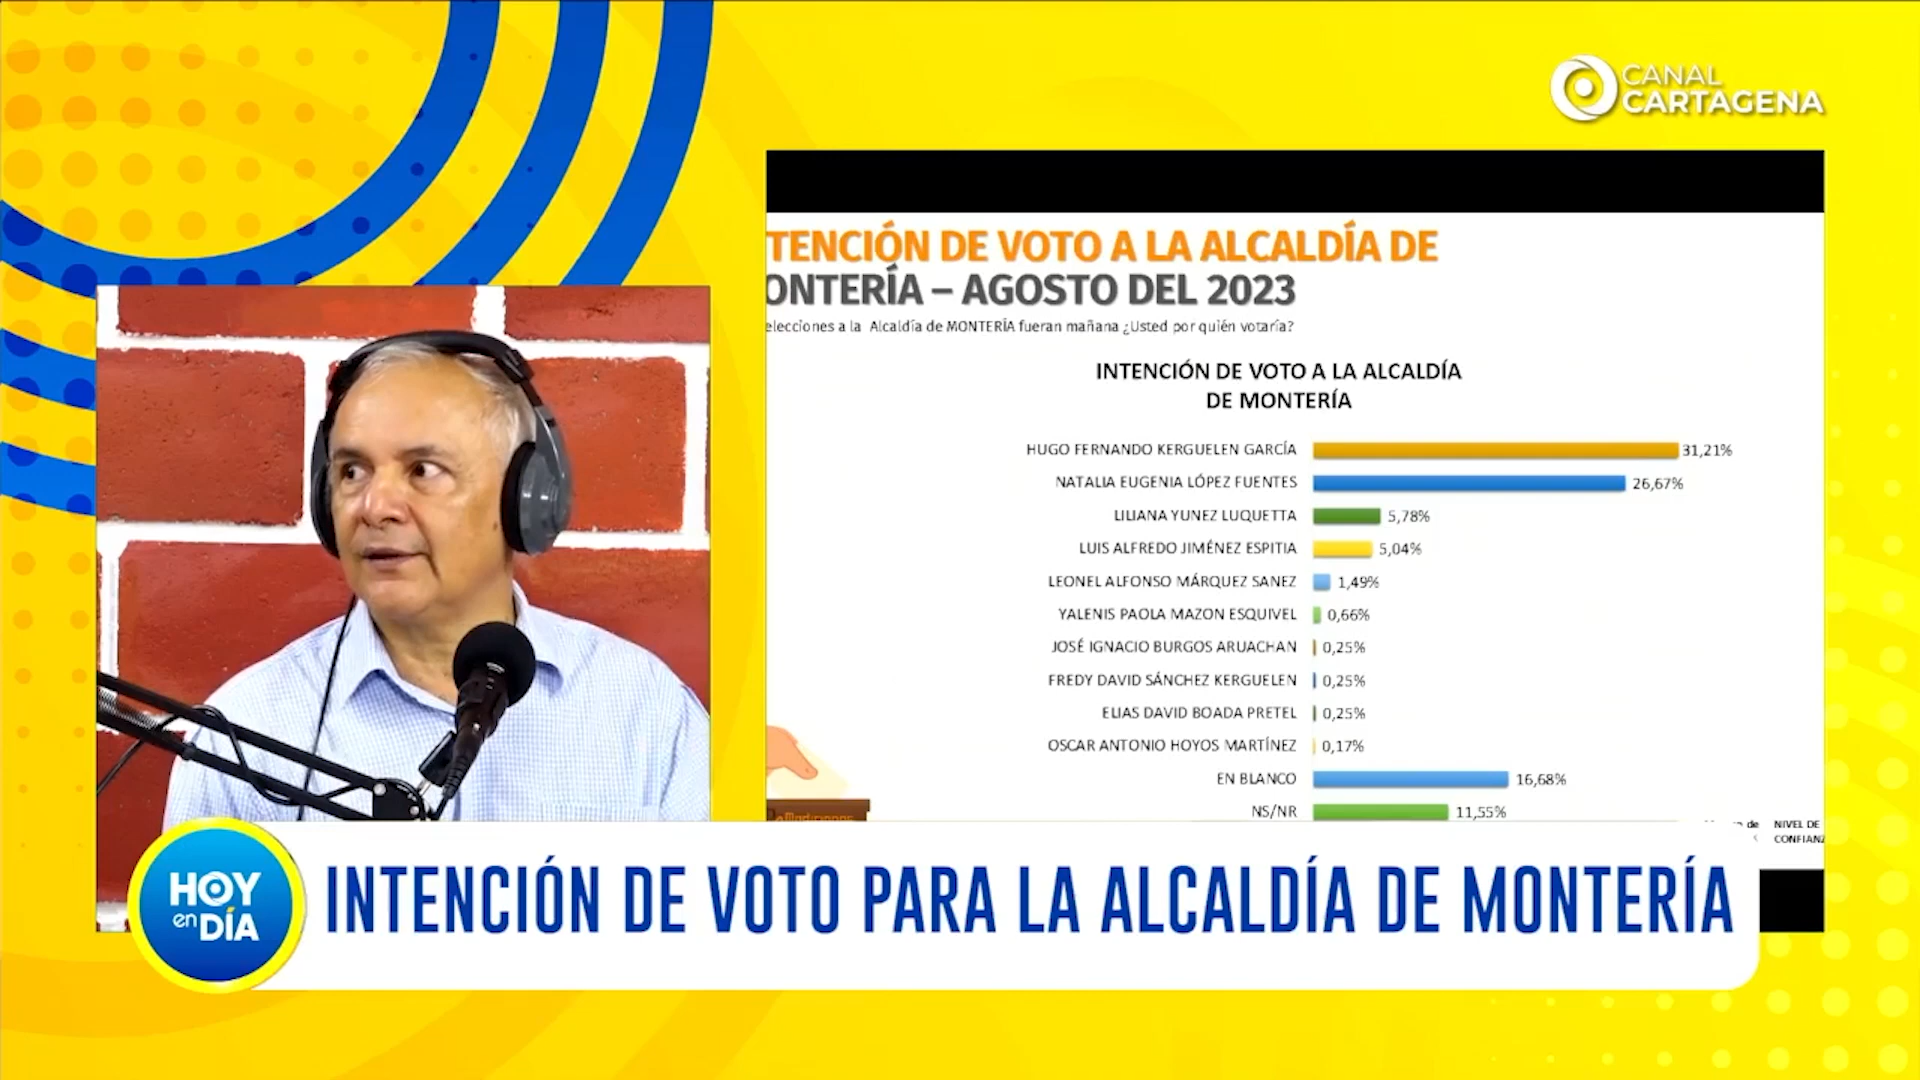 CANAL
CARTAGENA
TENCIÓN DE VOTO A LA ALCALDÍA DE
ONTERÍA – AGOSTO DEL 2023
elecciones a la Alcaldía de MONTERÍA fueran mañana ¿Usted por quién votaría?
INTENCIÓN DE VOTO A LA ALCALDÍA
DE MONTERÍA
HUGO FERNANDO KERGUELEN GARCÍA 31,21%
NATALIA EUGENIA LÓPEZ FUENTES 26,67%
LILIANA YUNEZ LUQUETTA 5,78%
LUIS ALFREDO JIMÉNEZ ESPITIA 5,04%
LEONEL ALFONSO MÁRQUEZ SANEZ 1,49%
YALENIS PAOLA MAZON ESQUIVEL 0,66%
JOSÉ IGNACIO BURGOS ARUACHAN 0,25%
FREDY DAVID SÁNCHEZ KERGUELEN 0,25%
ELIAS DAVID BOADA PRETEL 0,25%
OSCAR ANTONIO HOYOS MARTÍNEZ 0,17%
EN BLANCO 16,68%
NS/NR 11,55%
de NIVEL DE
CONFIANZ
HOY
en DÍA
INTENCIÓN DE VOTO PARA LA ALCALDÍA DE MONTERÍA